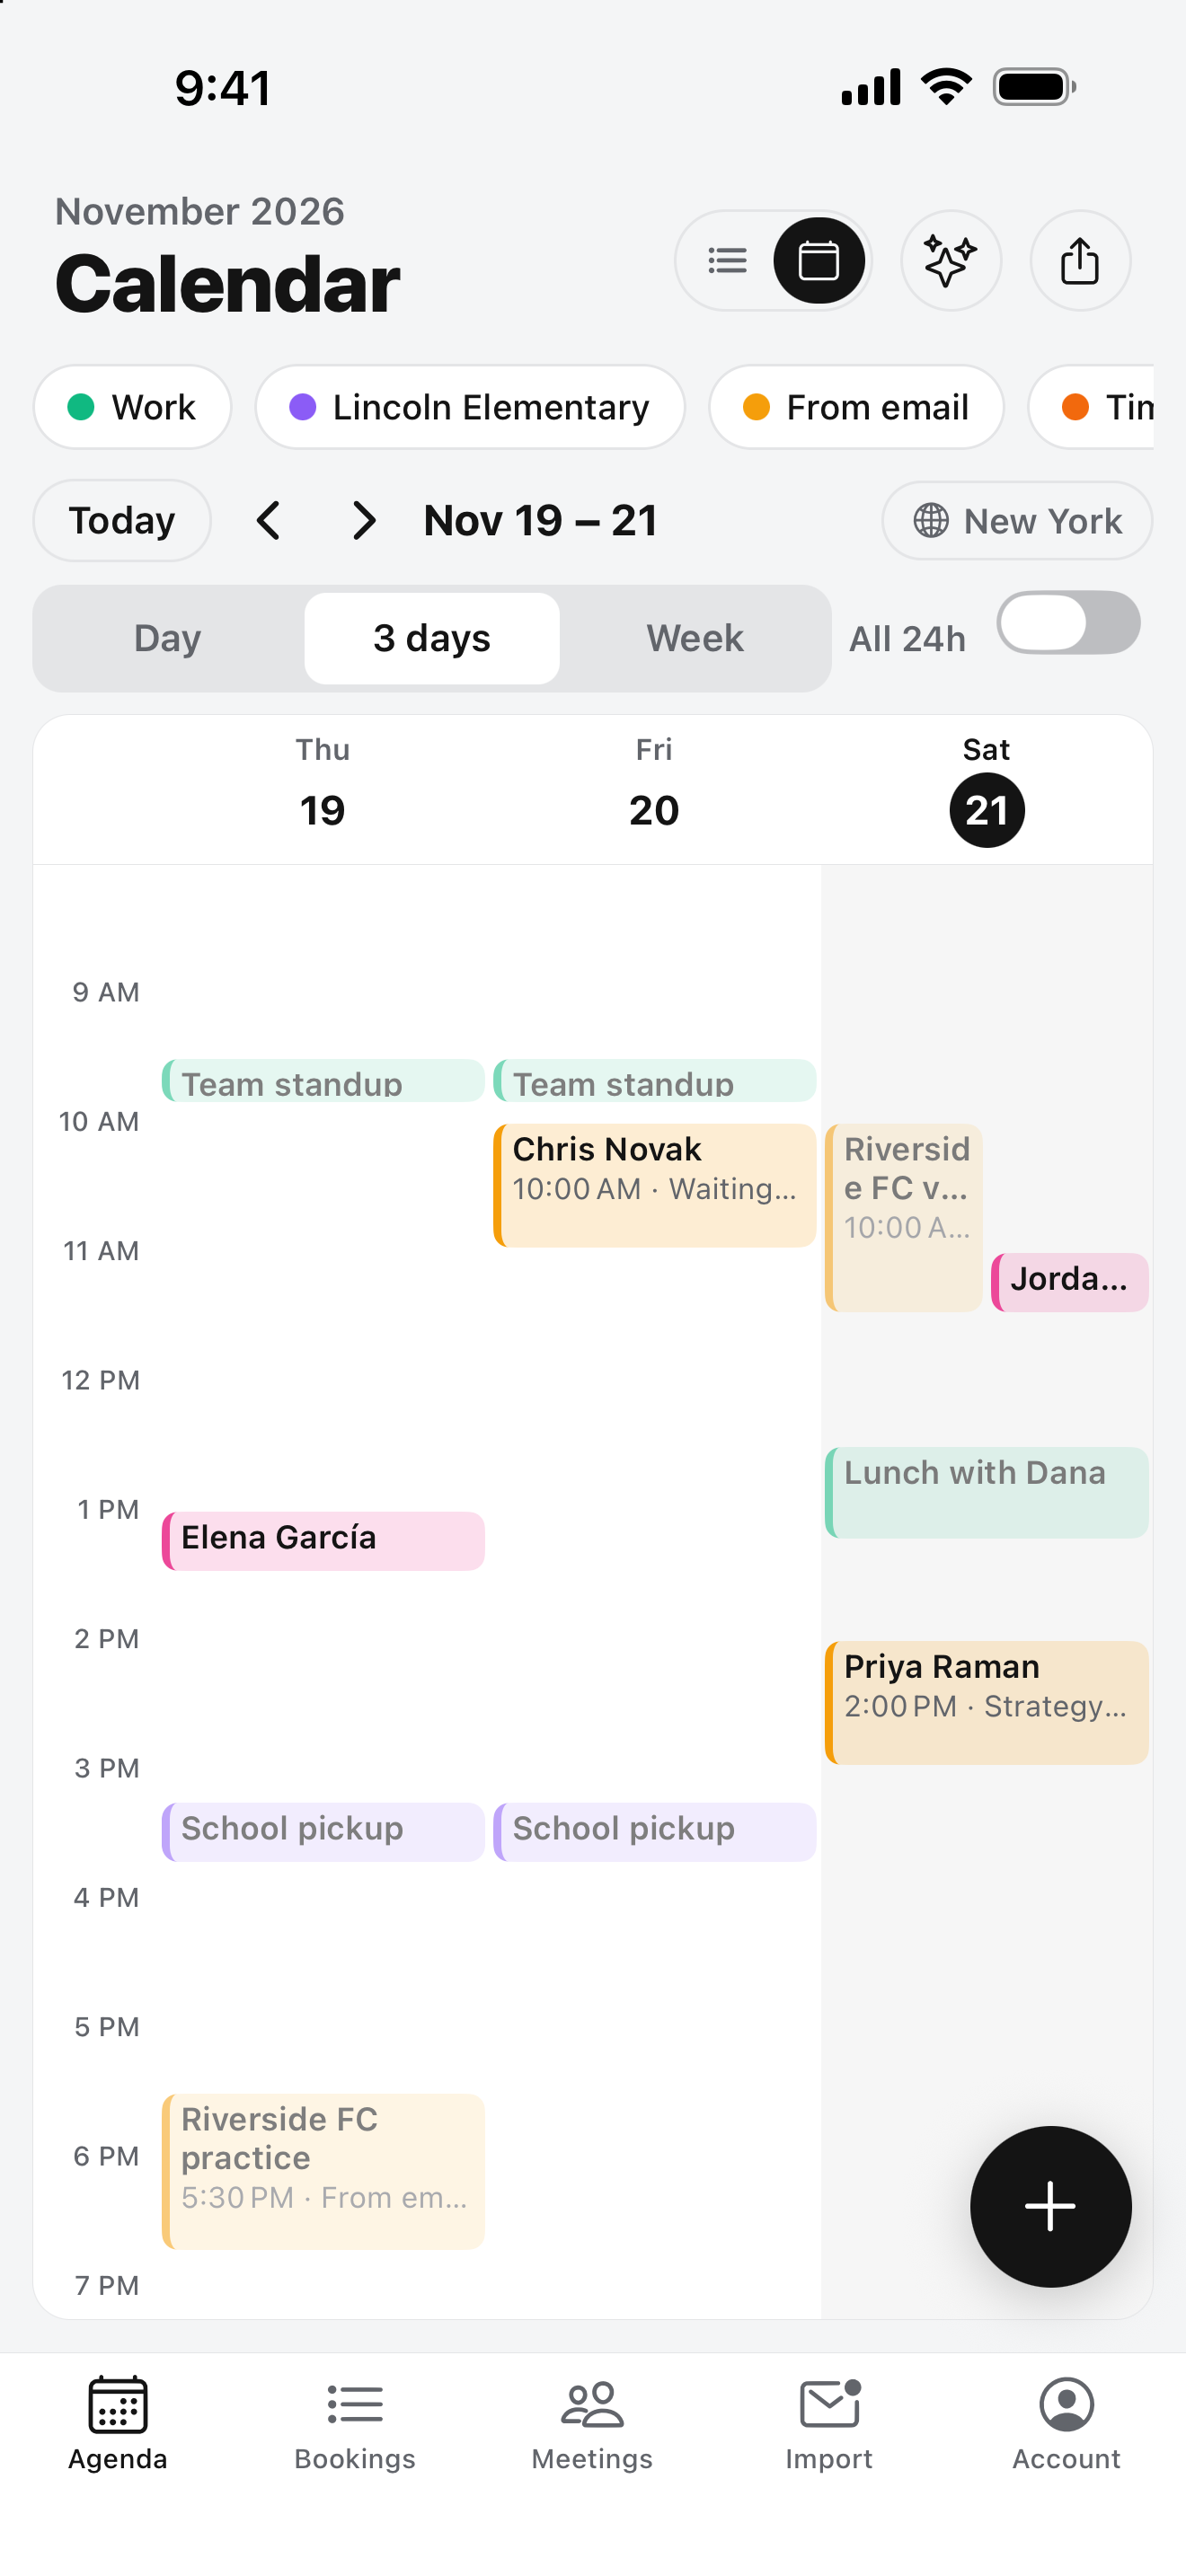 9:41
November 2026
Calendar
Work
Lincoln Elementary
From email
Tim
Today
Nov 19 – 21
New York
Day
3 days
Week
All 24h
Thu
Fri
Sat
19
20
21
9 AM
Team standup
Team standup
10 AM
Chris Novak
10:00 AM · Waiting...
Riversid
e FC v...
10:00 A...
11 AM
Jorda...
12 PM
Lunch with Dana
1 PM
Elena García
2 PM
Priya Raman
2:00 PM · Strategy...
3 PM
School pickup
School pickup
4 PM
5 PM
Riverside FC
practice
5:30 PM · From em...
6 PM
7 PM
Agenda
Bookings
Meetings
Import
Account